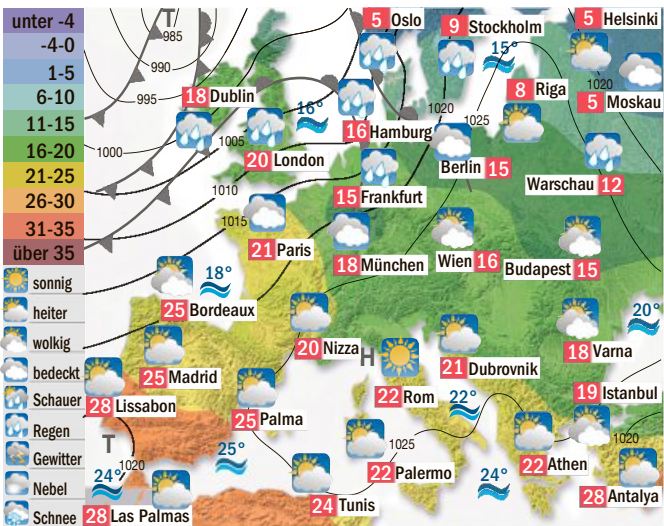 unter -4
-4-0
1-5
6-10
11-15
16-20
21-25
26-30
31-35
über 35
sonnig
heiter
wolkig
bedeckt
Schauer
Regen
Gewitter
Nebel
Schnee
T
985
990
995
1000
1005
1010
1015
1020
1025
1020
5 Oslo
9 Stockholm
5 Helsinki
15°
8 Riga
5 Moskau
18 Dublin
16°
16 Hamburg
20 London
Berlin 15
Warschau 12
15 Frankfurt
21 Paris
18 München
Wien 16
Budapest 15
18°
25 Bordeaux
20 Nizza
H
20°
18 Varna
25 Madrid
21 Dubrovnik
28 Lissabon
25 Palma
22 Rom
22°
19 Istanbul
T
1020
25°
1025
1020
22 Palermo
22 Athen
24°
24°
28 Las Palmas
24 Tunis
28 Antalya